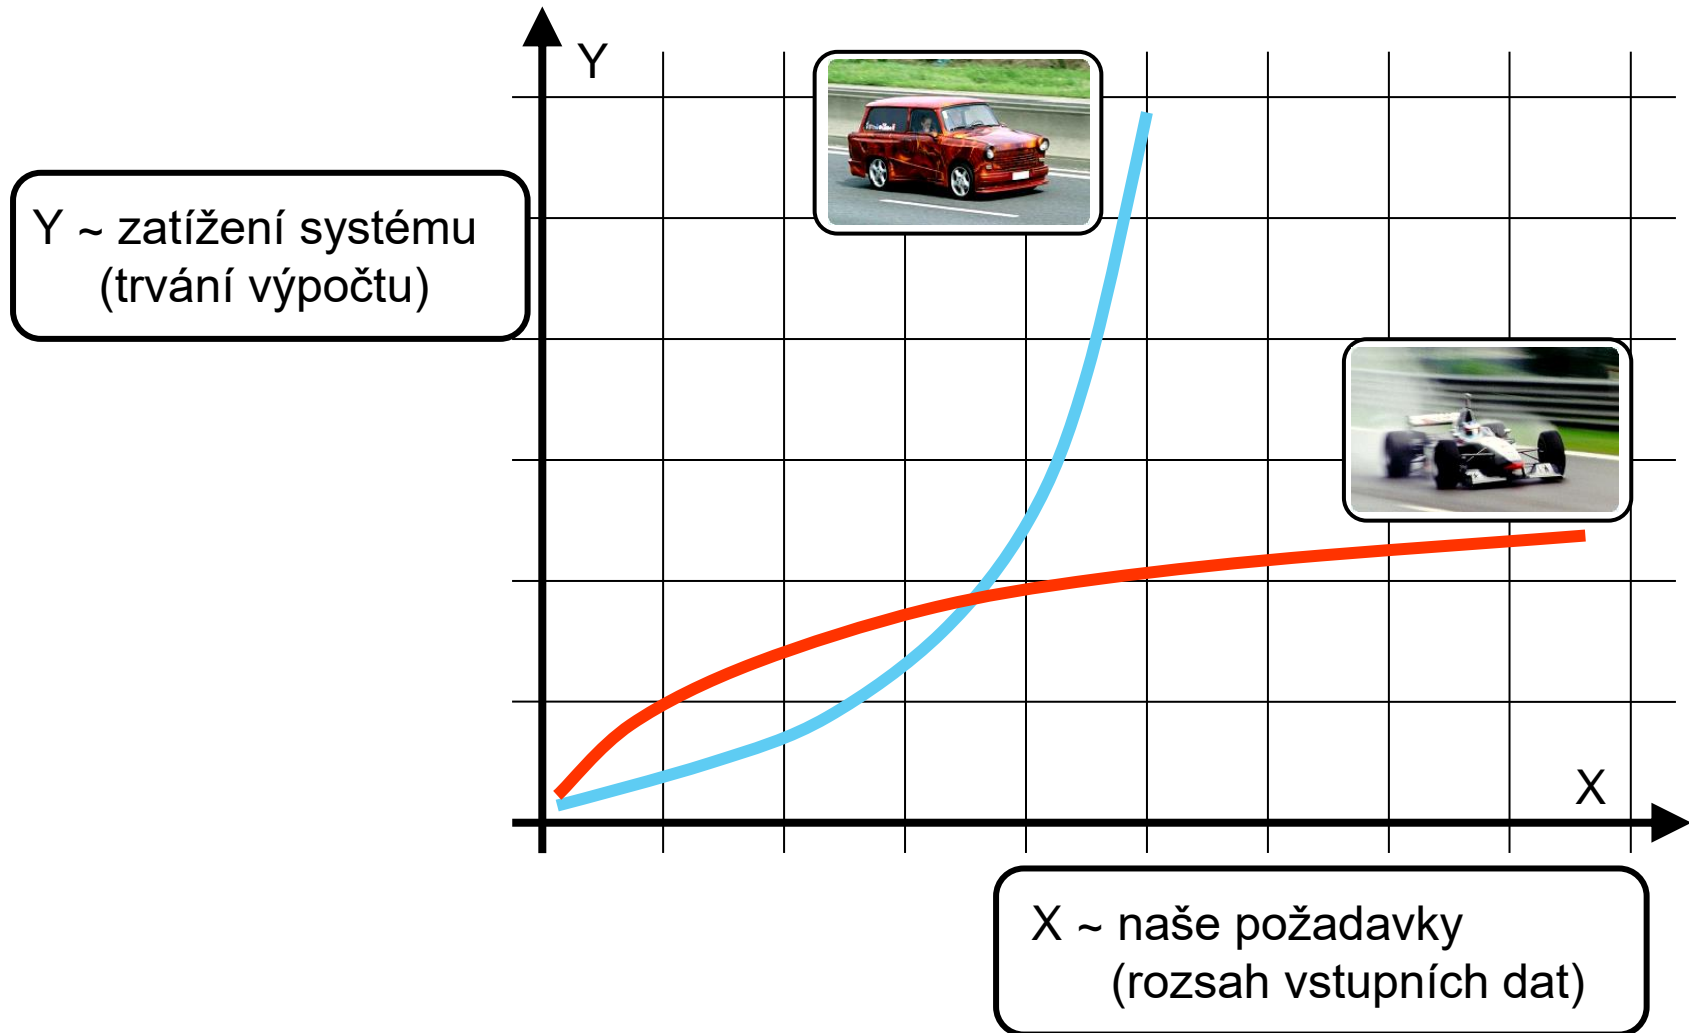 Y
Y ~ zatížení systému
(trvání výpočtu)
X
X ~ naše požadavky
(rozsah vstupních dat)